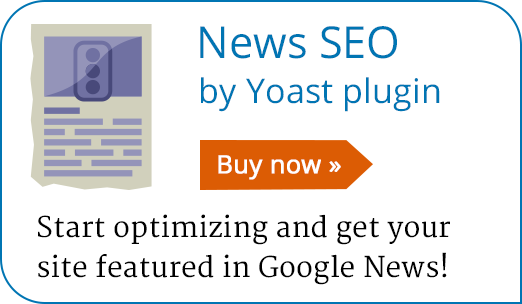 News SEO
by Yoast plugin
Buy now »
Start optimizing and get your
site featured in Google News!